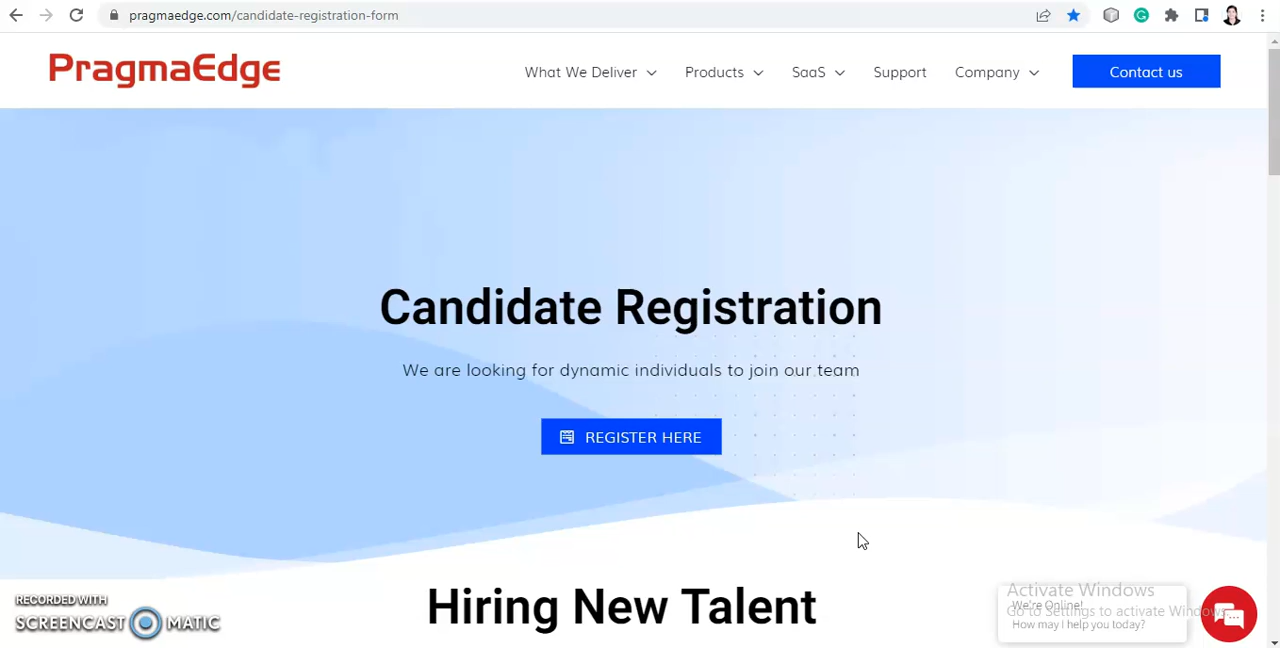 pragmaedge.com/candidate-registration-form
PragmaEdge
What We Deliver
Products
SaaS
Support
Company
Contact us
Candidate Registration
We are looking for dynamic individuals to join our team
REGISTER HERE
Hiring New Talent
RECORDED WITH
SCREENCAST MATIC
Activate Windows
We're Online!
Go to Settings to activate Windows.
How may I help you today?